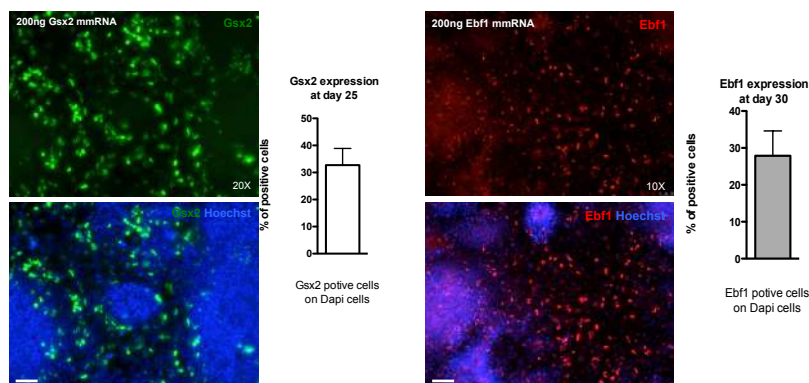 200ng Gsx2 mmRNA
Gsx2
20X
Gsx2 Hoechst
Gsx2 expression
at day 25
% of positive cells
50
40
30
20
10
0
Gsx2 potive cells
on Dapi cells
200ng Ebf1 mmRNA
Ebf1
10X
Ebf1 Hoechst
Ebf1 expression
at day 30
% of positive cells
40
30
20
10
0
Ebf1 potive cells
on Dapi cells